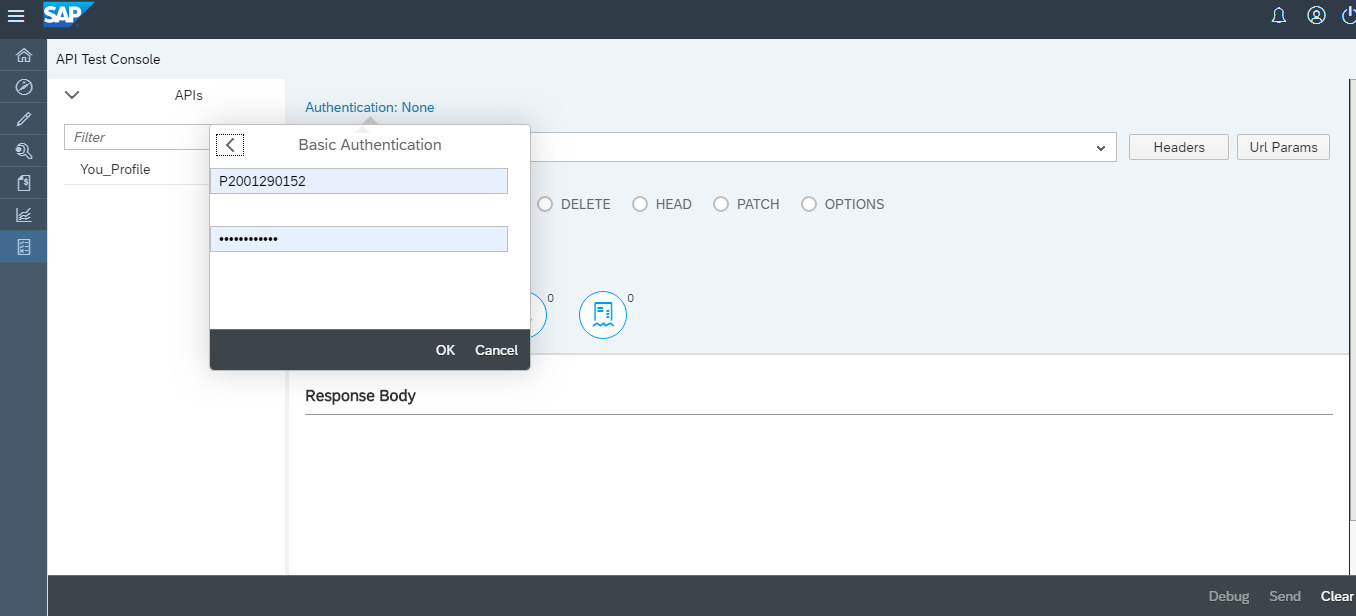 SAP
API Test Console
APIs
Authentication: None
Filter
Basic Authentication
Headers
Url Params
You_Profile
P2001290152
••••••••••••
DELETE
HEAD
PATCH
OPTIONS
0
0
OK
Cancel
Response Body
Debug
Send
Clear